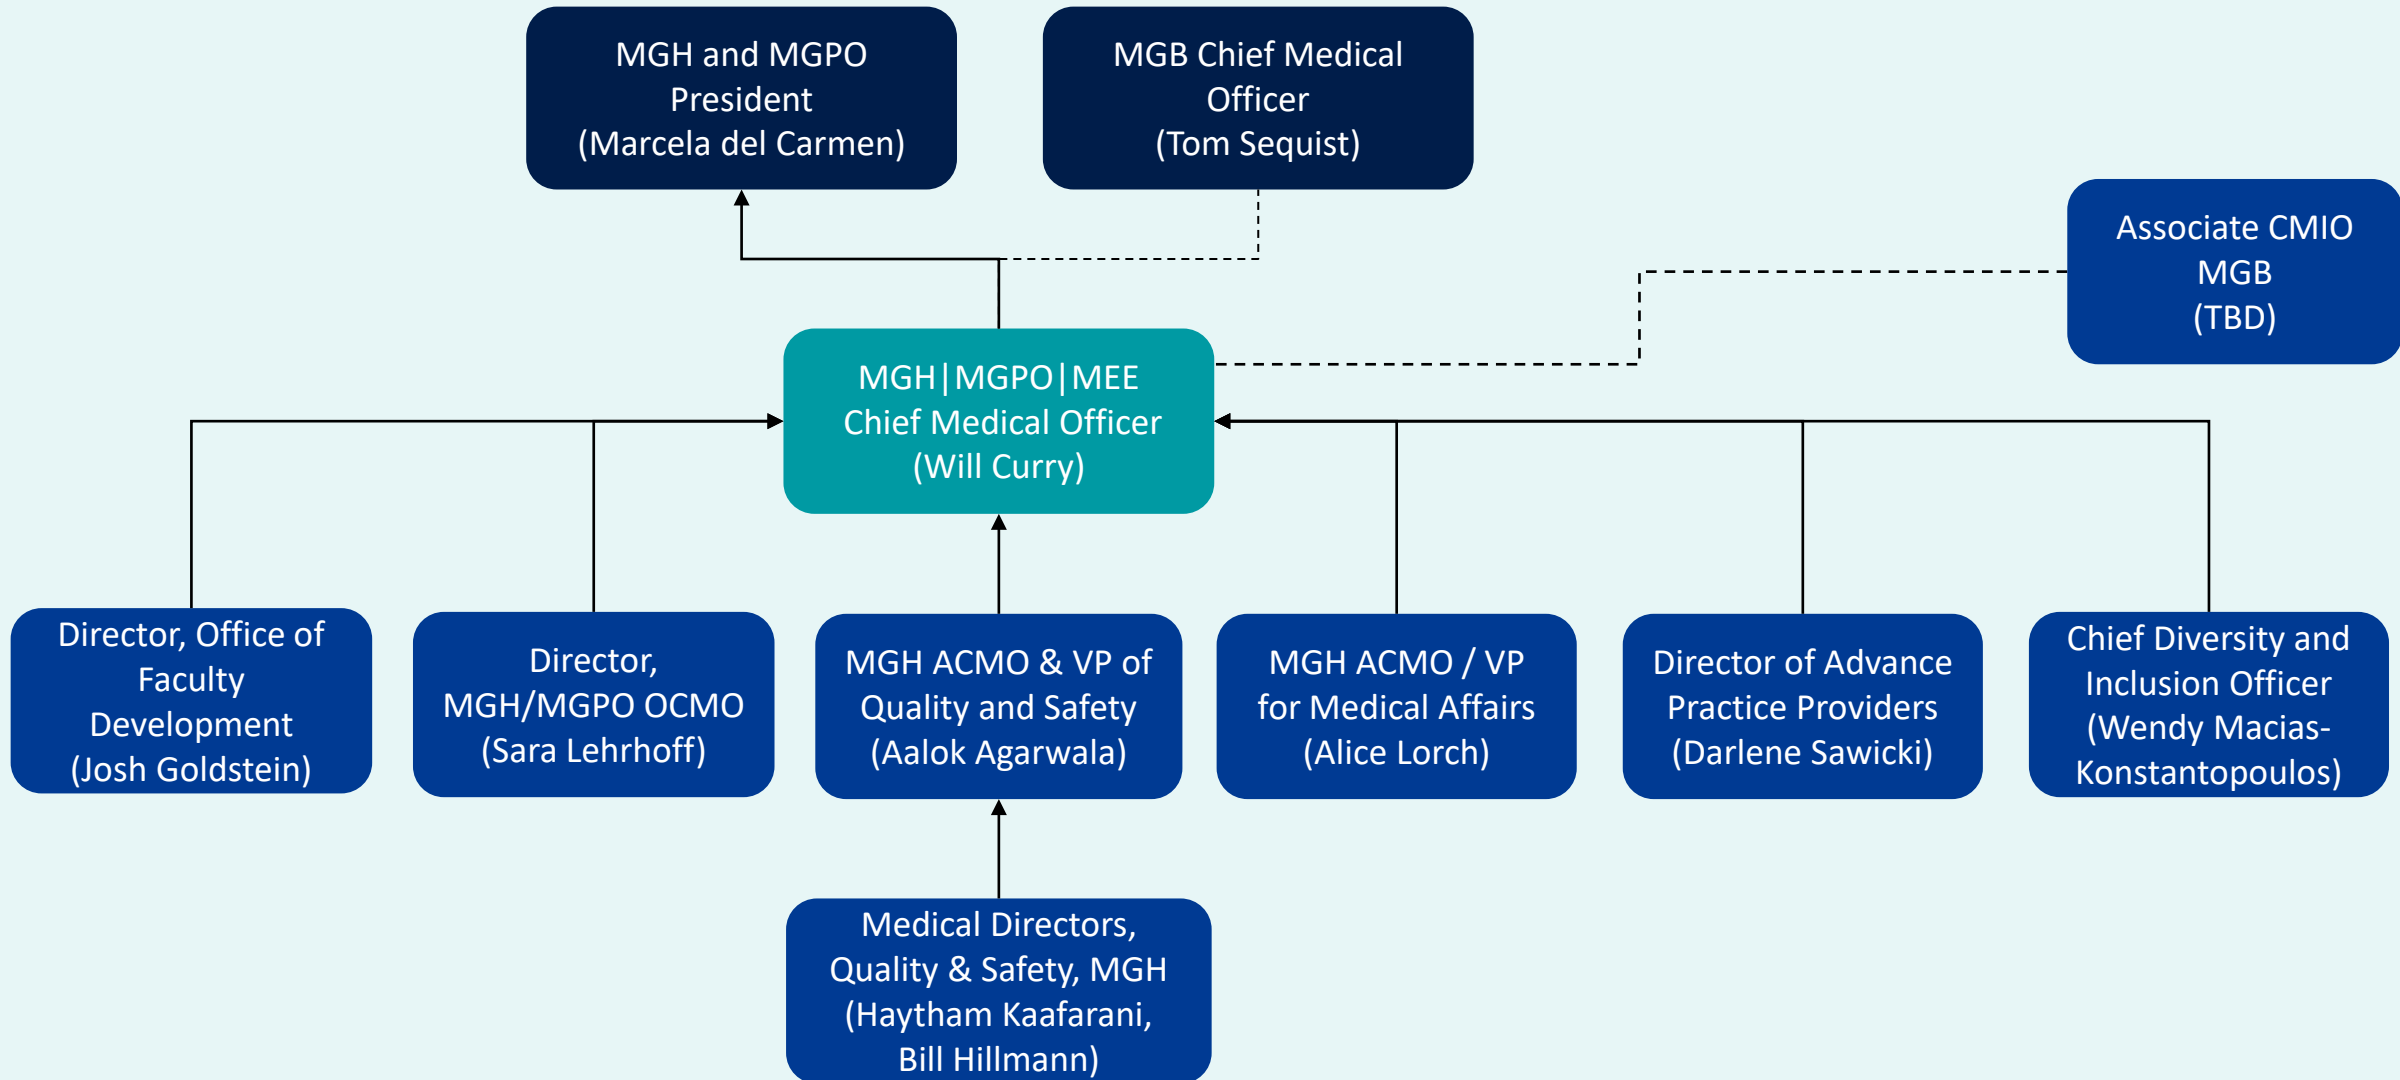 MGH and MGPO
President
(Marcela del Carmen)
MGB Chief Medical
Officer
(Tom Sequist)
Associate CMIO
MGB
(TBD)
MGH|MGPO|MEE
Chief Medical Officer
(Will Curry)
Director, Office of
Faculty
Development
(Josh Goldstein)
Director,
MGH/MGPO OCMO
(Sara Lehrhoff)
MGH ACMO & VP of
Quality and Safety
(Aalok Agarwala)
MGH ACMO / VP
for Medical Affairs
(Alice Lorch)
Director of Advance
Practice Providers
(Darlene Sawicki)
Chief Diversity and
Inclusion Officer
(Wendy Macias-
Konstantopoulos)
Medical Directors,
Quality & Safety, MGH
(Haytham Kaafarani,
Bill Hillmann)